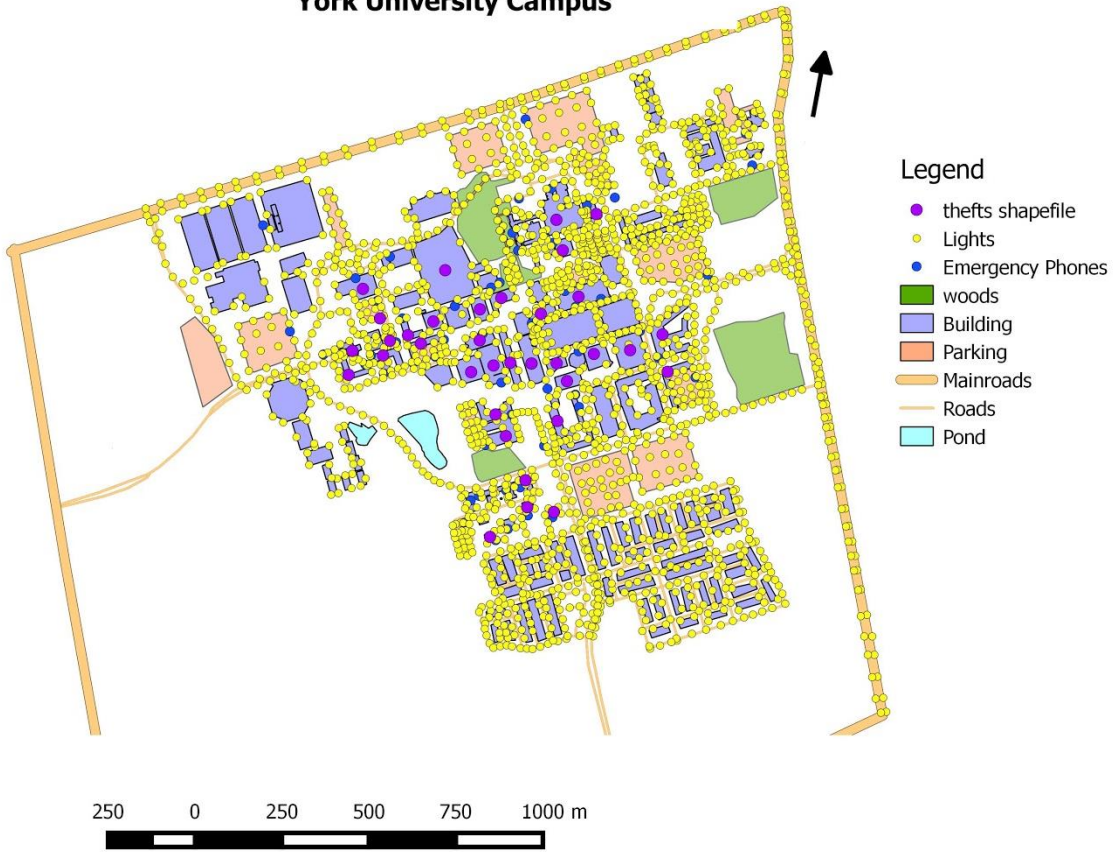 York University Campus
Legend
thefts shapefile
Lights
Emergency Phones
woods
Building
Parking
Mainroads
Roads
Pond
250 0 250 500 750 1000 m